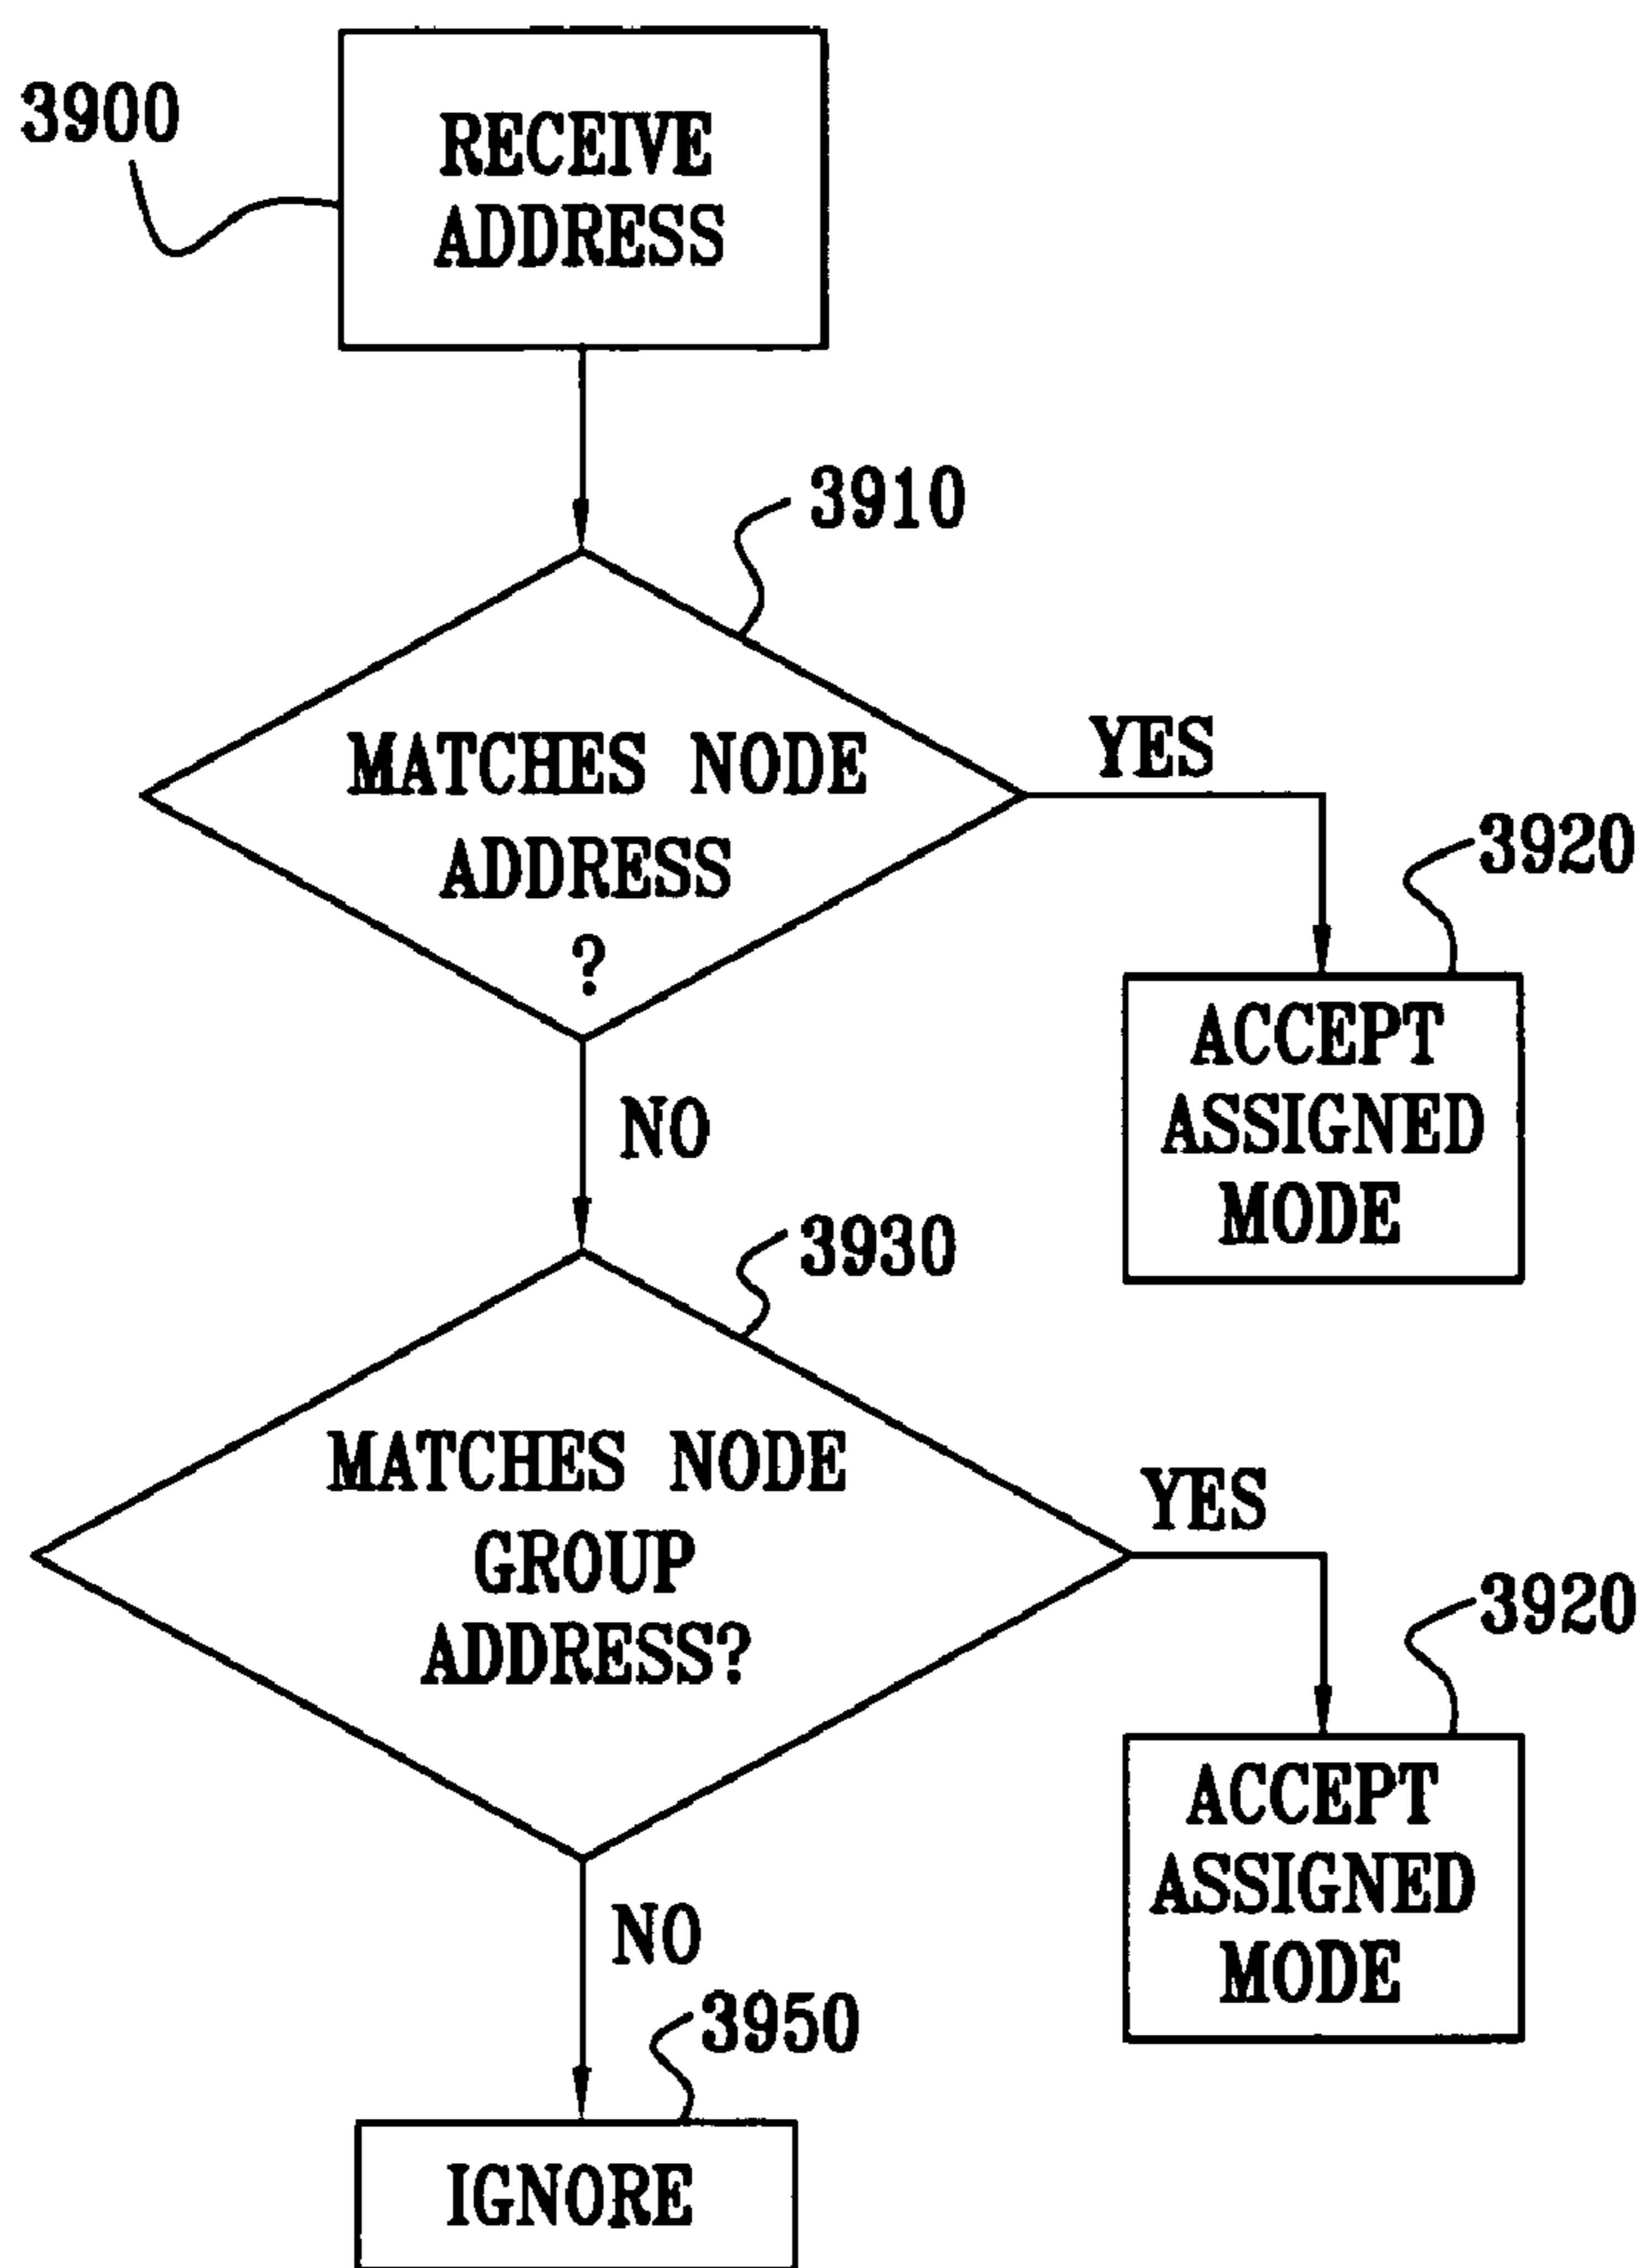 3900
RECEIVE
ADDRESS
3910
MATCHES NODE
ADDRESS
?
YES
3920
ACCEPT
ASSIGNED
MODE
NO
3930
MATCHES NODE
GROUP
ADDRESS?
YES
3920
ACCEPT
ASSIGNED
MODE
NO
3950
IGNORE